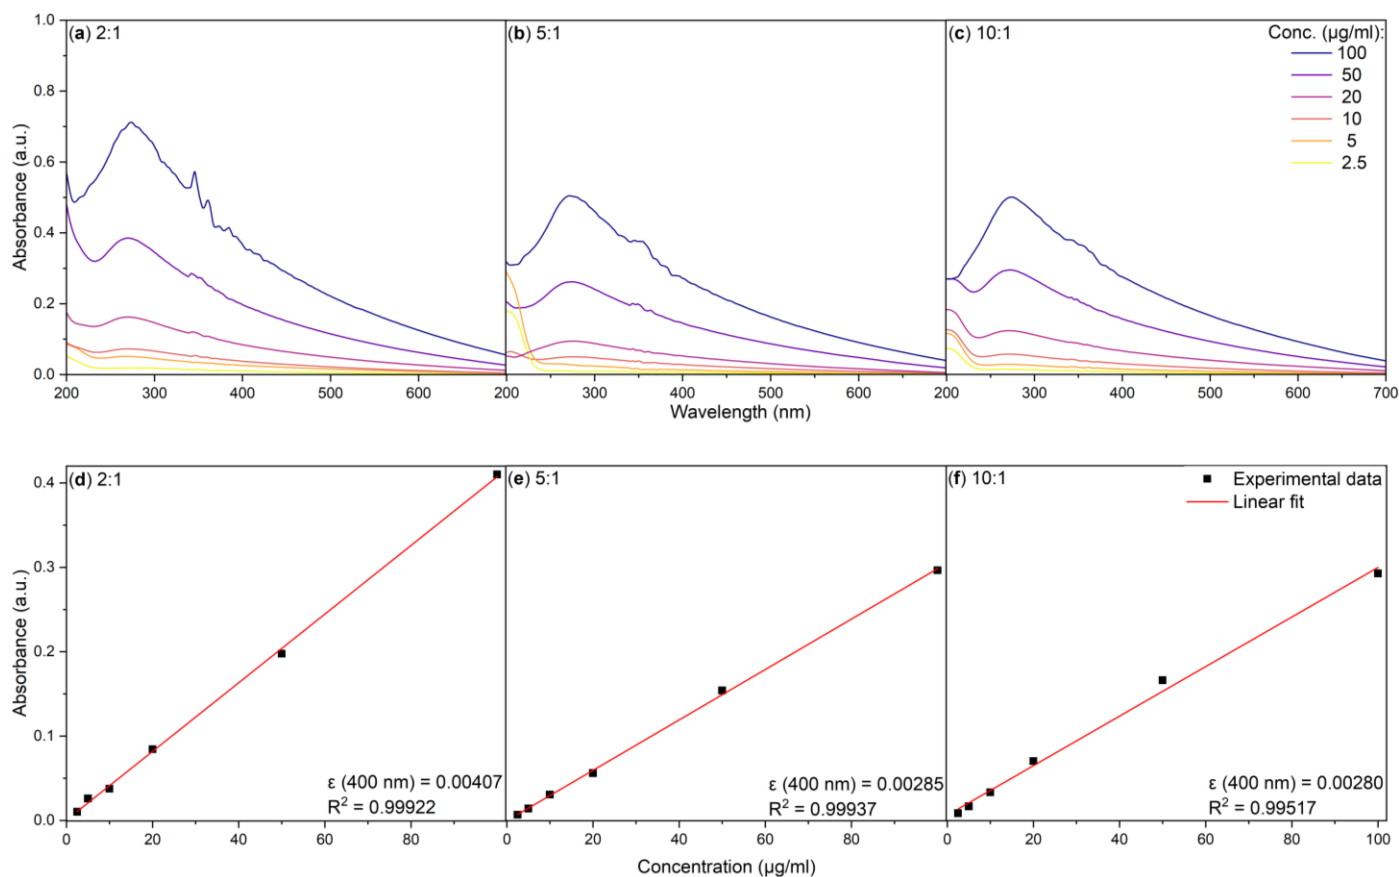 (a) 2:1
(b) 5:1
(c) 10:1
Conc. (µg/ml):
100
50
20
10
5
2.5
1.0
0.8
0.6
0.4
0.2
0.0
Absorbance (a.u.)
200 300 400 500 600 200 300 400 500 600 200 300 400 500 600 700
Wavelength (nm)
(d) 2:1
(e) 5:1
(f) 10:1
Experimental data
Linear fit
0.4
0.3
0.2
0.1
0.0
Absorbance (a.u.)
ε (400 nm) = 0.00407
R² = 0.99922
ε (400 nm) = 0.00285
R² = 0.99937
ε (400 nm) = 0.00280
R² = 0.99517
0 20 40 60 80 0 20 40 60 80 0 20 40 60 80 100
Concentration (µg/ml)